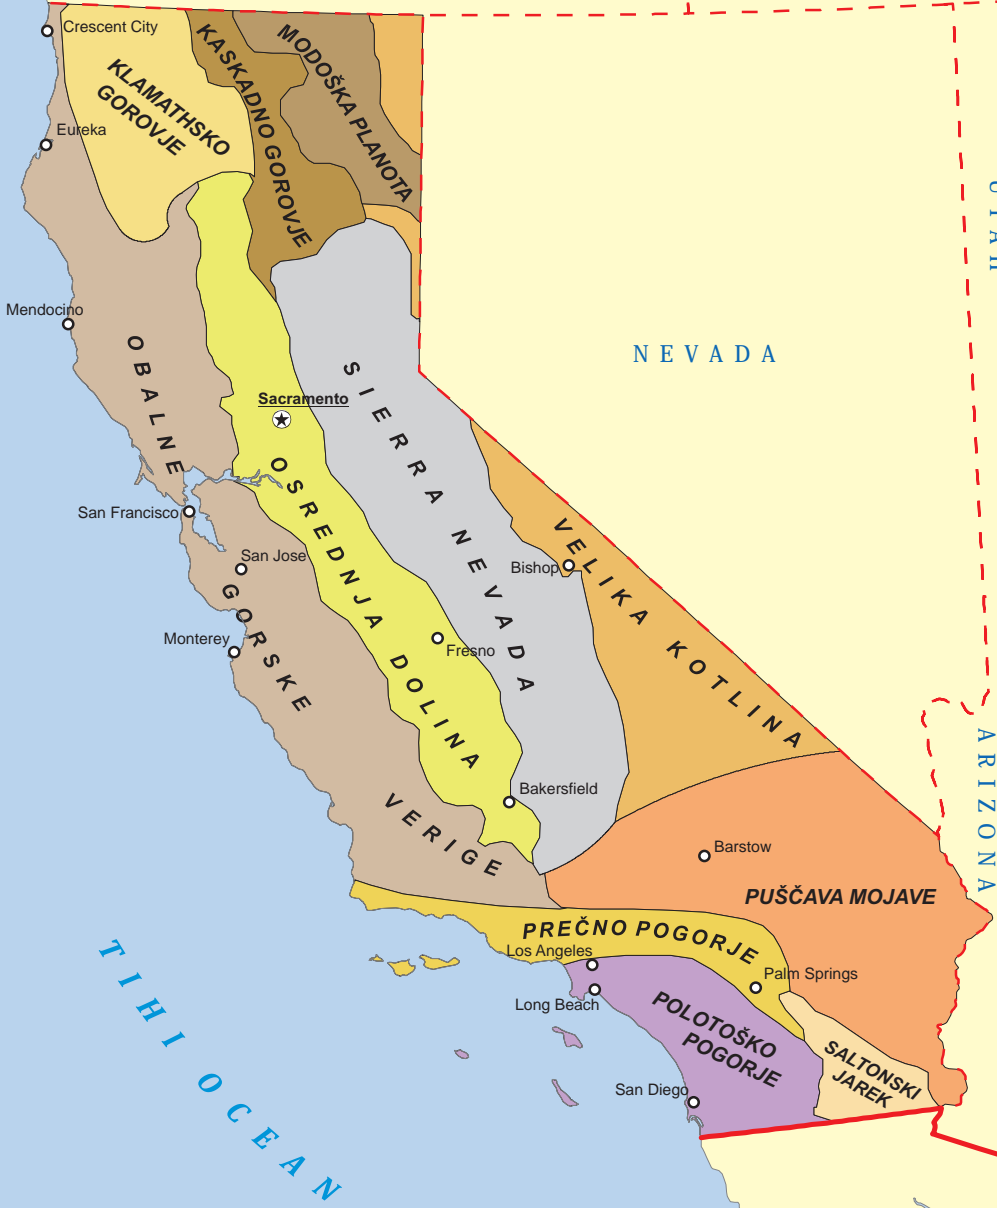 Crescent City
KLAMATHSKO
GOROVJE
KASKADNO GOROVJE
MODOŠKA PLANOTA
Eureka
UTAH
Mendocino
NEVADA
OBALNE
GORSKE
VERIGE
Sacramento
SIERRA NEVADA
OSREDNJA DOLINA
San Francisco
San Jose
VELIKA KOTLINA
Bishop
Monterey
Fresno
ARIZONA
Bakersfield
Barstow
PUŠČAVA MOJAVE
PREČNO POGORJE
Los Angeles
Palm Springs
Long Beach
POLOTOŠKO
POGORJE
SALTONSKI
JAREK
San Diego
TIHI OCEAN